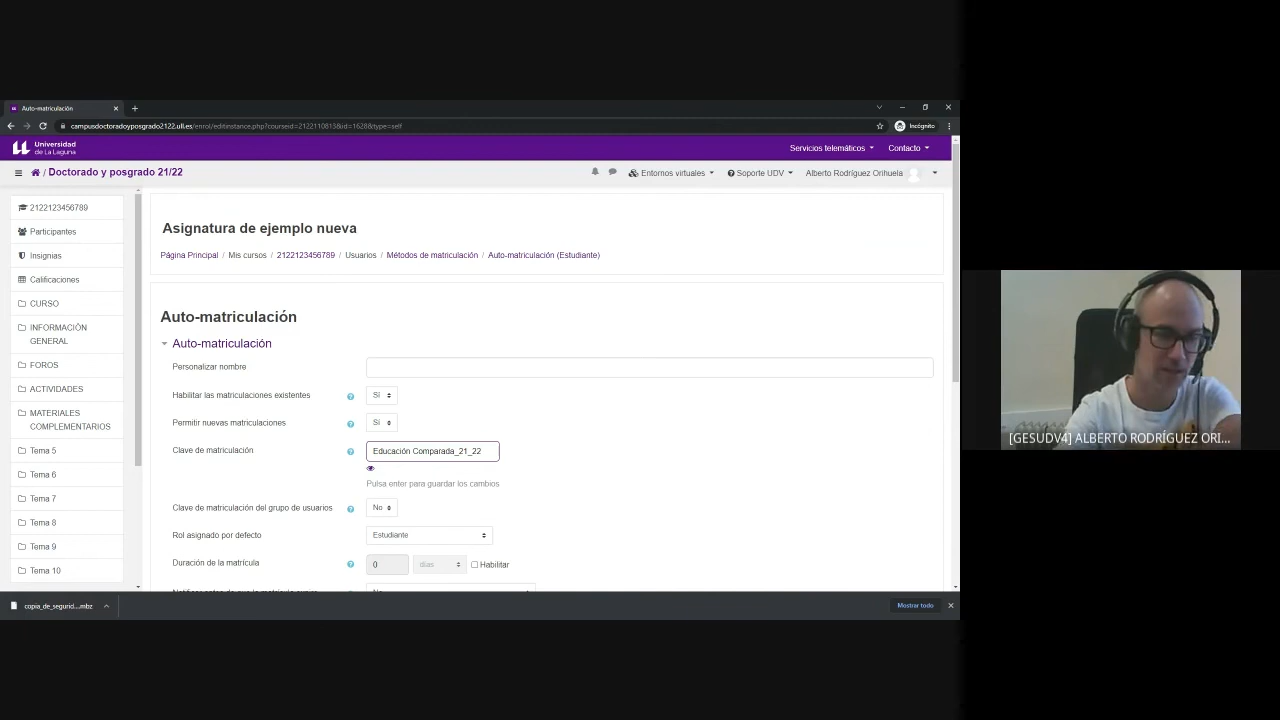 Auto-matriculación
campusdoctoradoyposgrado2122.ull.es/enrol/editinstance.php?courseid=2122110813&id=1628&type=self
Incógnito
Universidad
de La Laguna
Servicios telemáticos
Contacto
/ Doctorado y posgrado 21/22
Entornos virtuales
Soporte UDV
Alberto Rodríguez Orihuela
2122123456789
Participantes
Insignias
Calificaciones
CURSO
INFORMACIÓN
GENERAL
FOROS
ACTIVIDADES
MATERIALES
COMPLEMENTARIOS
Tema 5
Tema 6
Tema 7
Tema 8
Tema 9
Tema 10
Asignatura de ejemplo nueva
Página Principal / Mis cursos / 2122123456789 / Usuarios / Métodos de matriculación / Auto-matriculación (Estudiante)
Auto-matriculación
Auto-matriculación
Personalizar nombre
Habilitar las matriculaciones existentes Sí
Permitir nuevas matriculaciones Sí
Clave de matriculación Educación Comparada_21_22
Pulsa enter para guardar los cambios
Clave de matriculación del grupo de usuarios No
Rol asignado por defecto Estudiante
Duración de la matrícula 0 días Habilitar
copia_de_segurid....mbz
Mostrar todo
[GESUDV4] ALBERTO RODRÍGUEZ ORI...